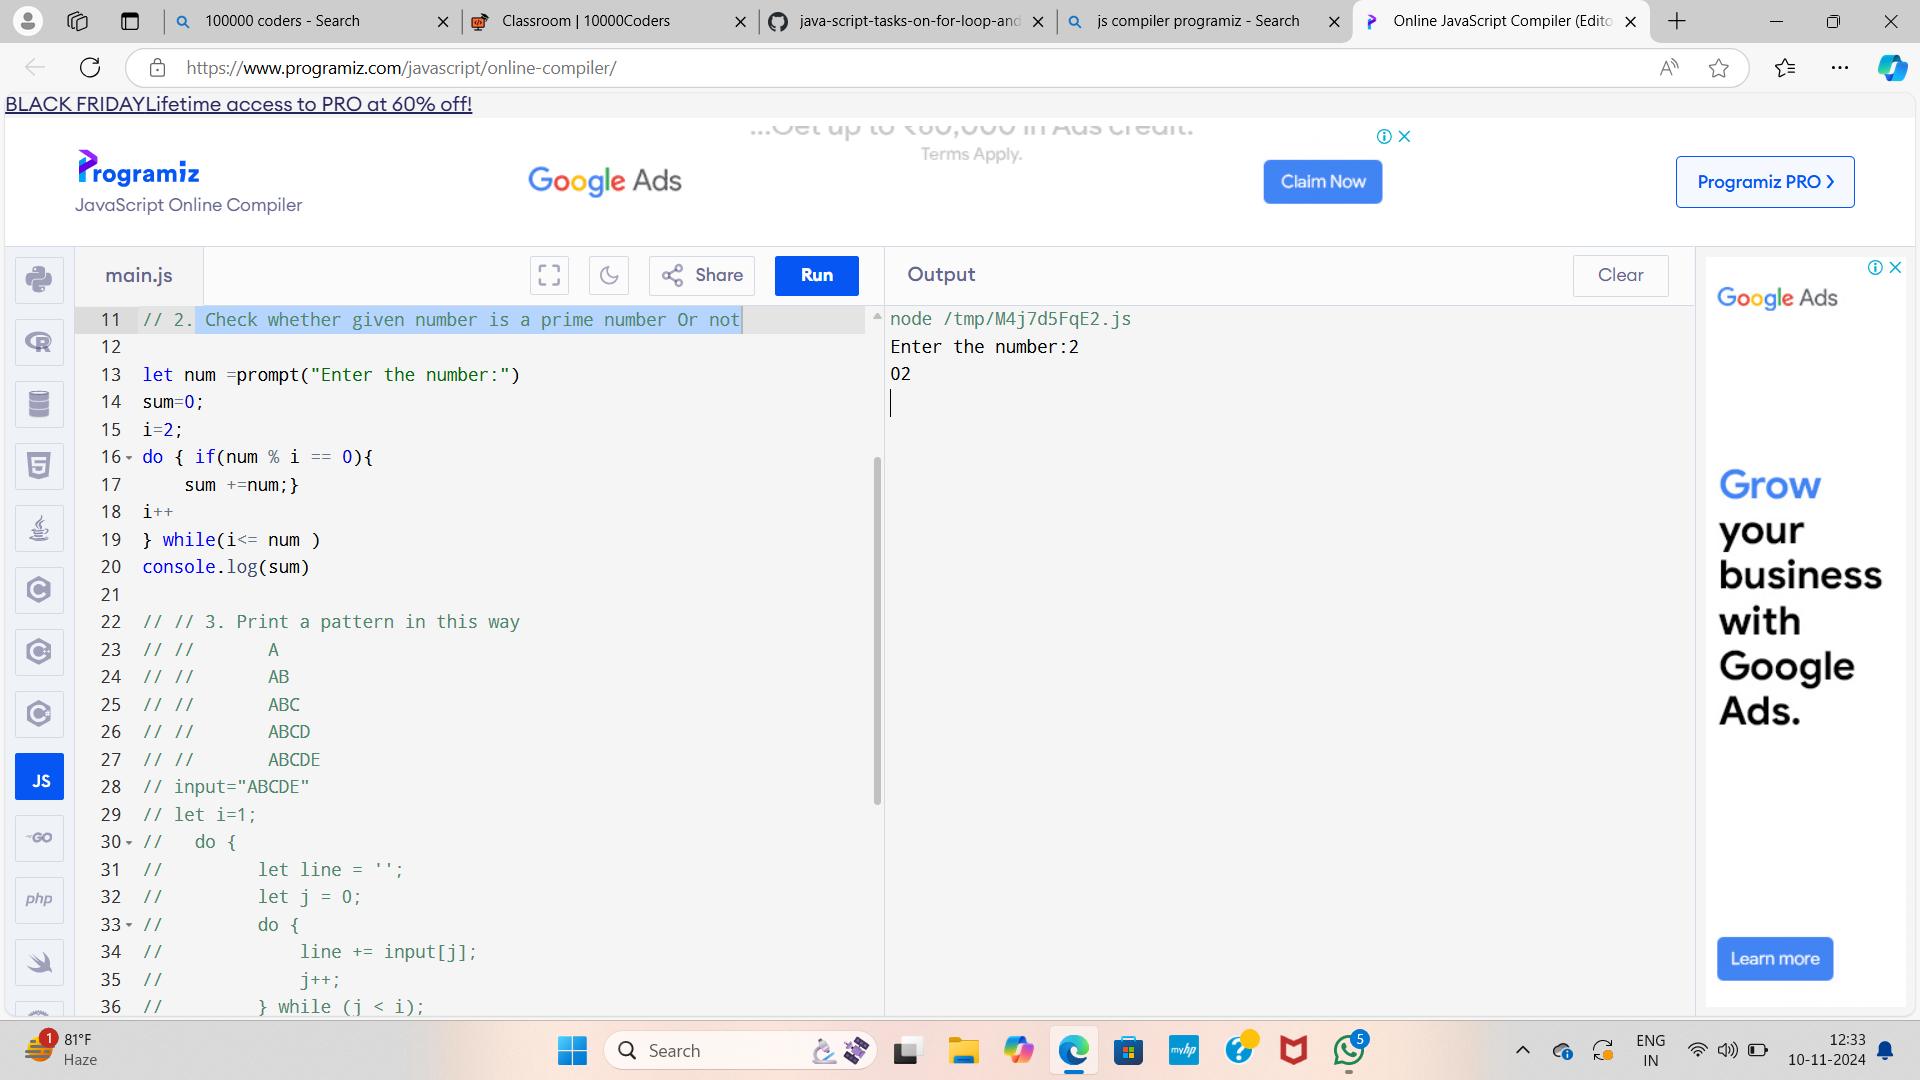 100000 coders - Search
Classroom | 10000Coders
java-script-tasks-on-for-loop-and
js compiler programiz - Search
Online JavaScript Compiler (Edito
https://www.programiz.com/javascript/online-compiler/
BLACK FRIDAYLifetime access to PRO at 60% off!
...Get up to ₹60,000 in Ads credit.
Terms Apply.
Programiz
JavaScript Online Compiler
Google Ads
Claim Now
Programiz PRO ›
main.js
Share
Run
Output
Clear
11 // 2. Check whether given number is a prime number Or not
12
13 let num =prompt("Enter the number:")
14 sum=0;
15 i=2;
16 do { if(num % i == 0){
17     sum +=num;}
18 i++
19 } while(i<= num )
20 console.log(sum)
21
22 // // 3. Print a pattern in this way
23 // //       A
24 // //       AB
25 // //       ABC
26 // //       ABCD
27 // //       ABCDE
28 // input="ABCDE"
29 // let i=1;
30 //   do {
31 //         let line = '';
32 //         let j = 0;
33 //         do {
34 //             line += input[j];
35 //             j++;
36 //         } while (j < i);
node /tmp/M4j7d5FqE2.js
Enter the number:2
02
Google Ads
Grow
your
business
with
Google
Ads.
Learn more
R
5
C
C
C
JS
GO
php
1
81°F
Haze
Search
myhp
?
5
ENG
IN
12:33
10-11-2024